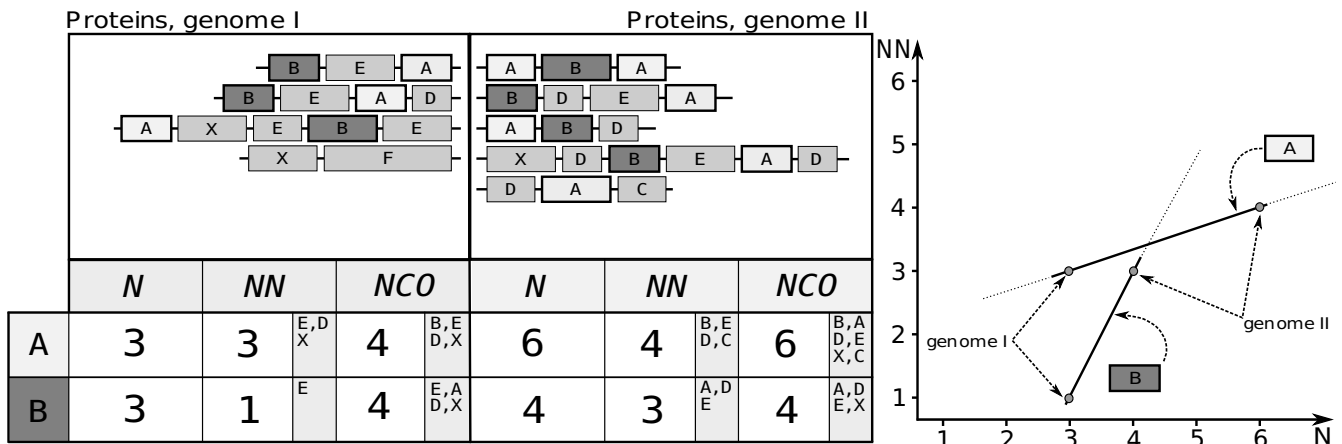 Proteins, genome I
Proteins, genome II
B E A
B E A D
A X E B E
X F
A B A
B D E A
A B D
X D B E A D
D A C
N NN NCO N NN NCO
A 3 3 E,D X 4 B,E D,X 6 4 B,E D,C 6 B,A D,E X,C
B 3 1 E 4 E,A D,X 4 3 A,D E 4 A,D E,X
NN
6
5
4
3
2
1
A
B
genome I
genome II
1 2 3 4 5 6 N